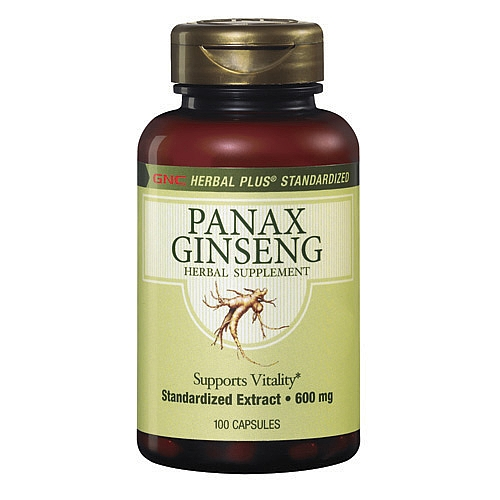 GNC HERBAL PLUS® STANDARDIZED
PANAX
GINSENG
HERBAL SUPPLEMENT
Supports Vitality*
Standardized Extract • 600 mg
100 CAPSULES